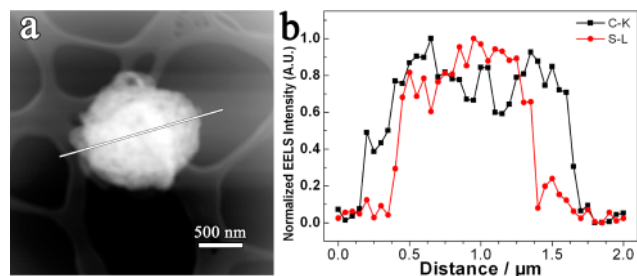 a
500 nm
b
C-K
S-L
Normalized EELS Intensity (A.U.)
1.0
0.8
0.6
0.4
0.2
0.0
0.0 0.5 1.0 1.5 2.0
Distance / μm